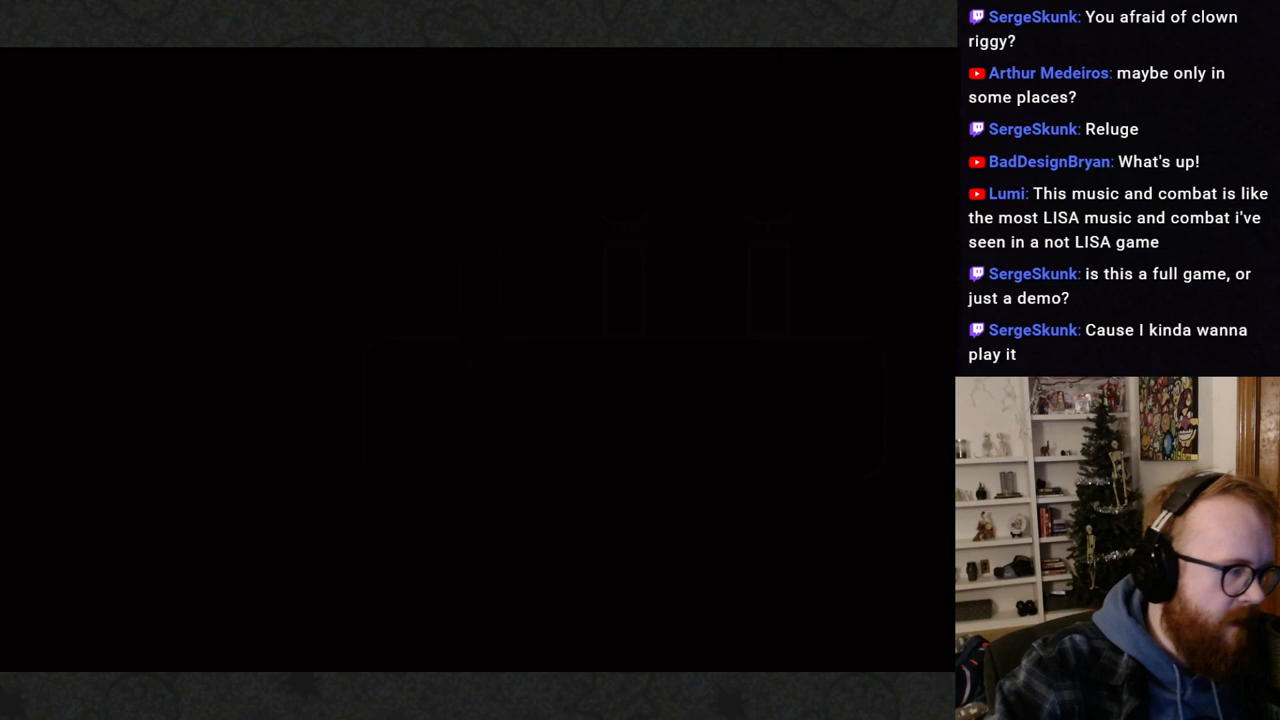 SergeSkunk: You afraid of clown
riggy?
Arthur Medeiros: maybe only in
some places?
SergeSkunk: Reluge
BadDesignBryan: What's up!
Lumi: This music and combat is like
the most LISA music and combat i've
seen in a not LISA game
SergeSkunk: is this a full game, or
just a demo?
SergeSkunk: Cause I kinda wanna
play it